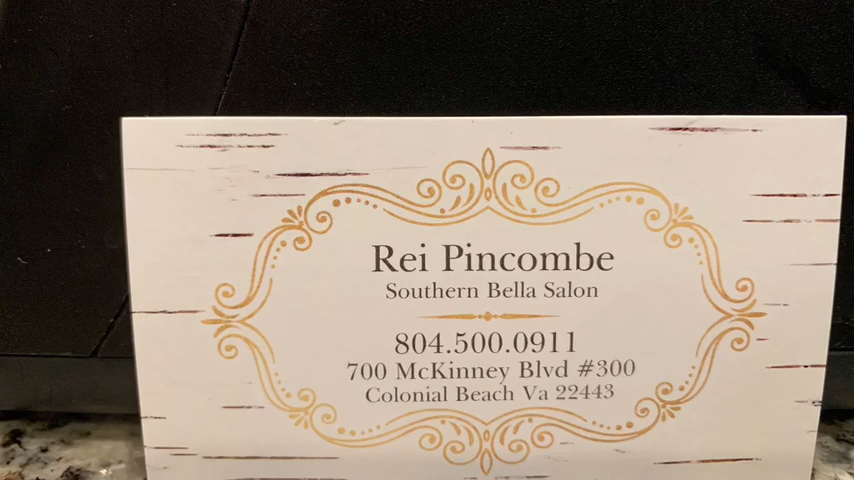 Rei Pincombe
Southern Bella Salon
804.500.0911
700 McKinney Blvd #300
Colonial Beach Va 22443